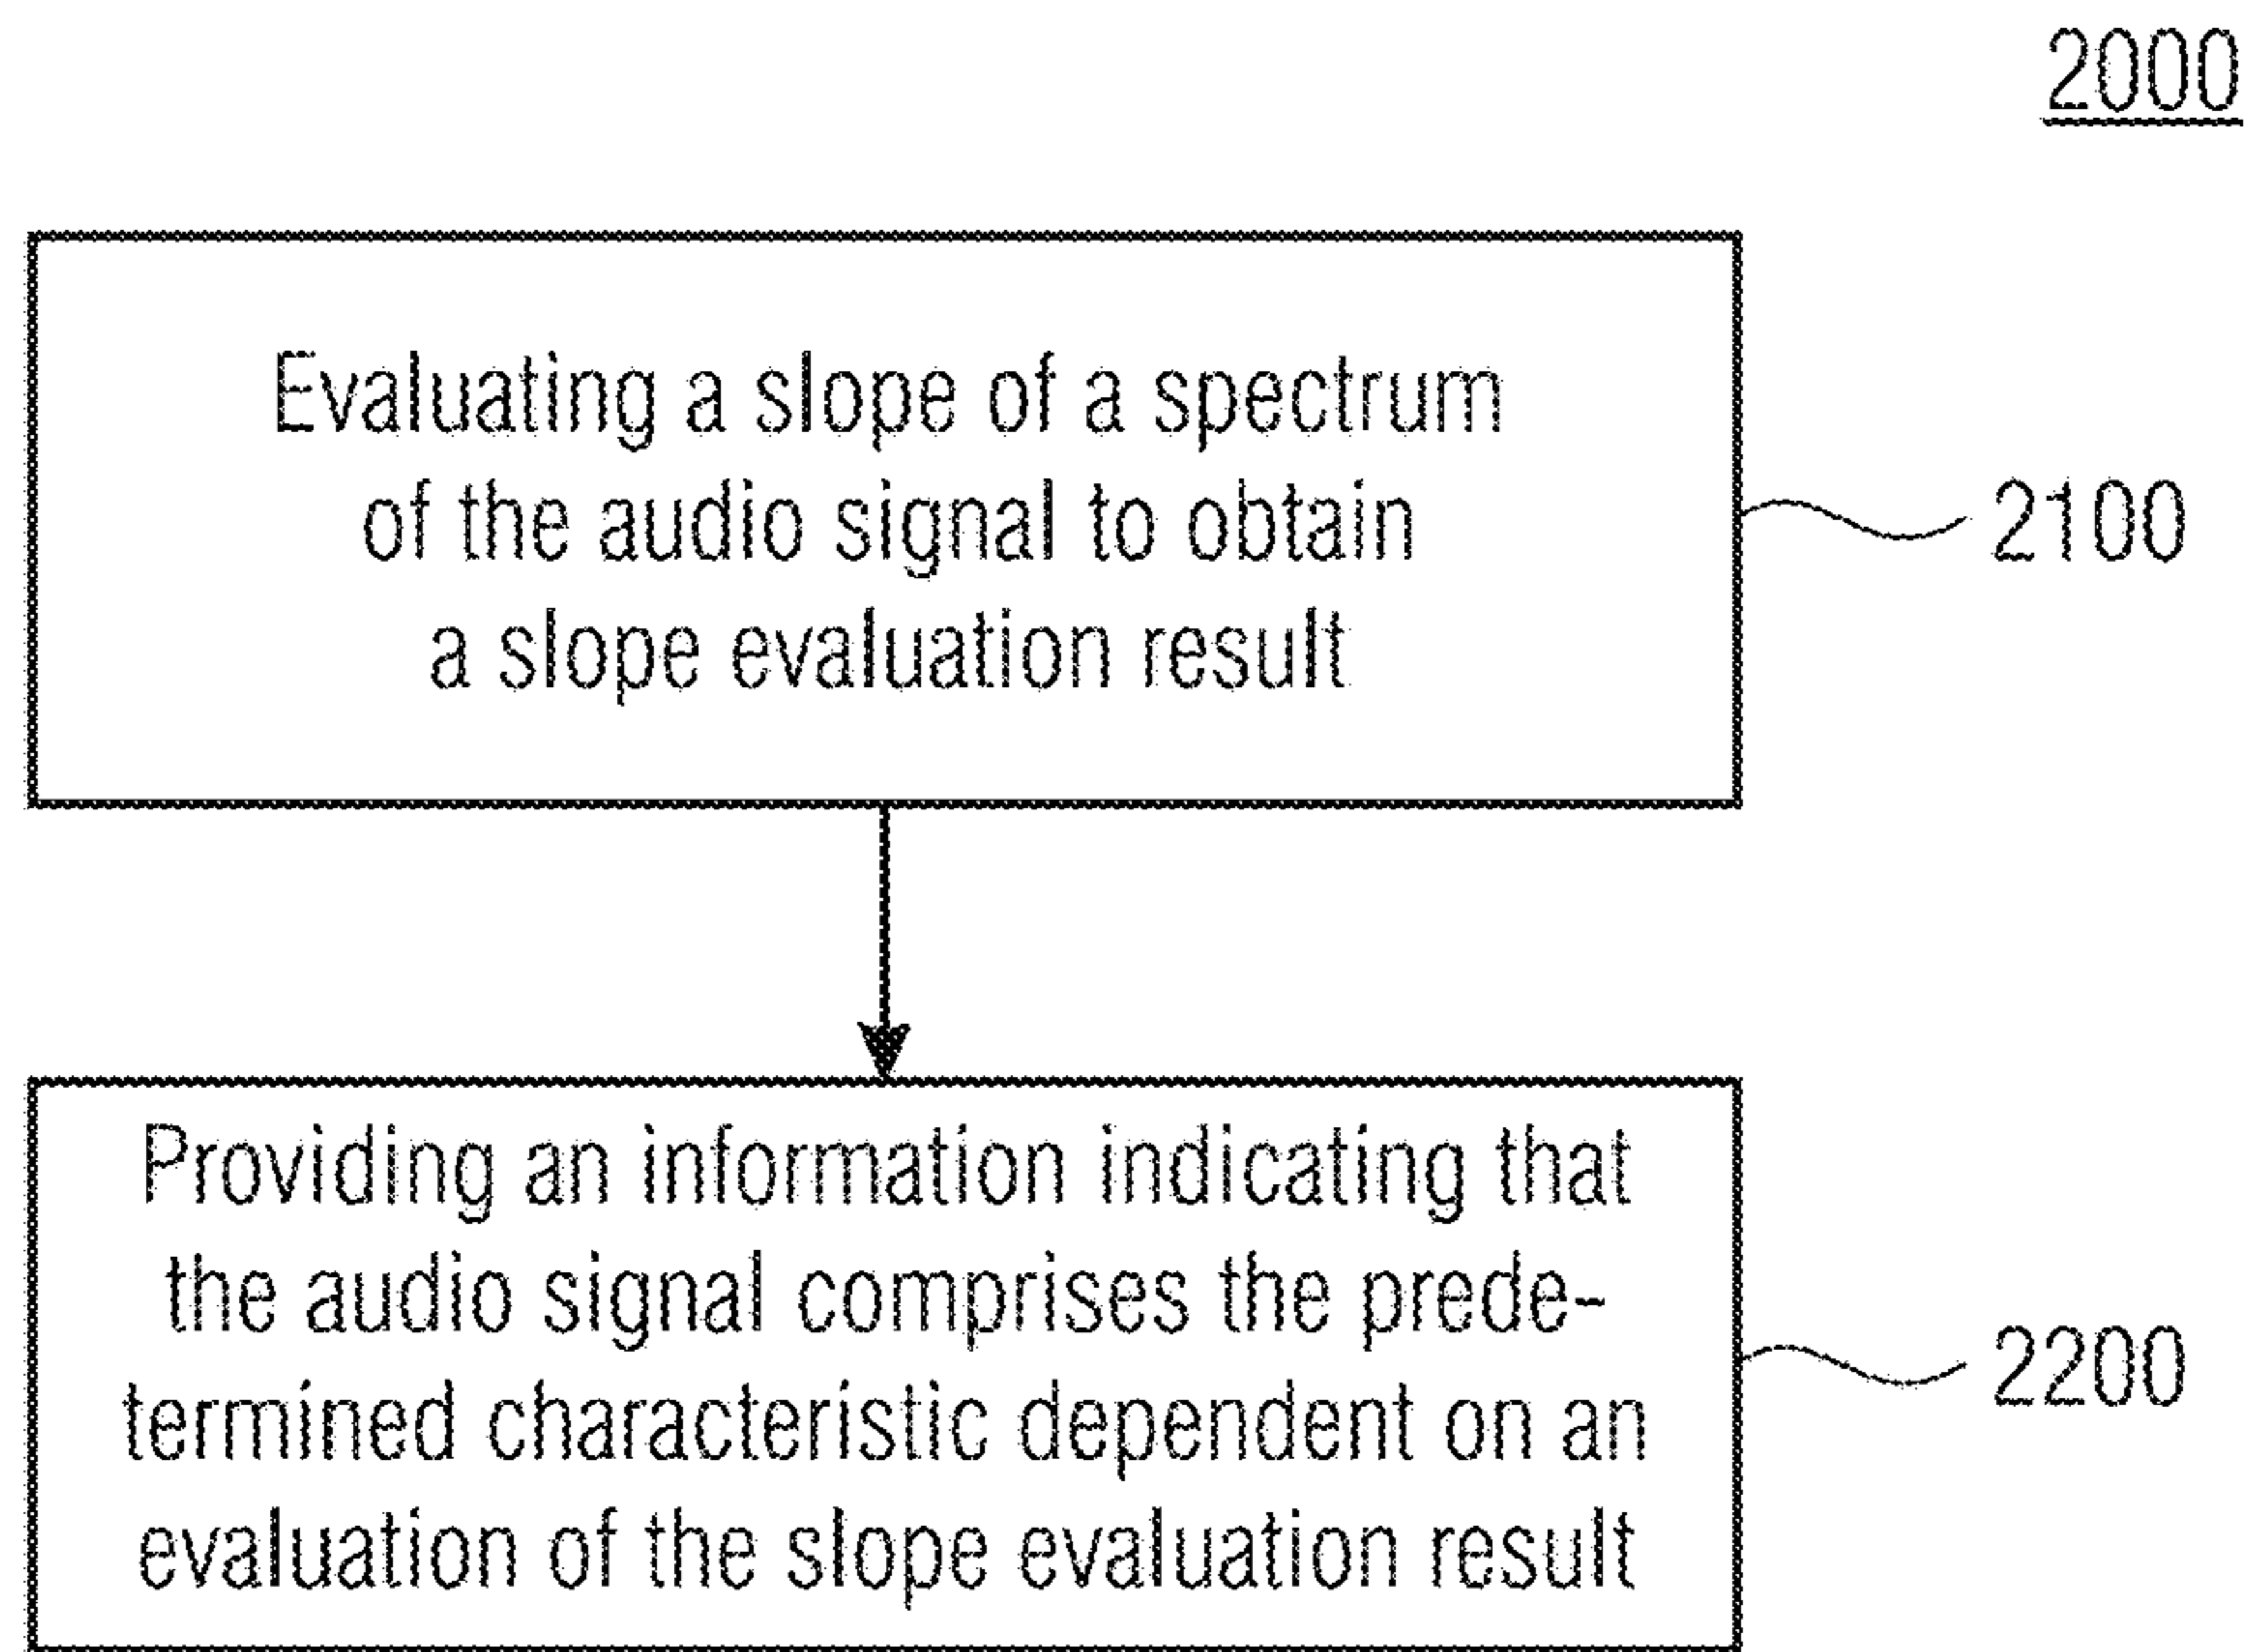 2000
Evaluating a slope of a spectrum
of the audio signal to obtain
a slope evaluation result
2100
Providing an information indicating that
the audio signal comprises the prede-
termined characteristic dependent on an
evaluation of the slope evaluation result
2200